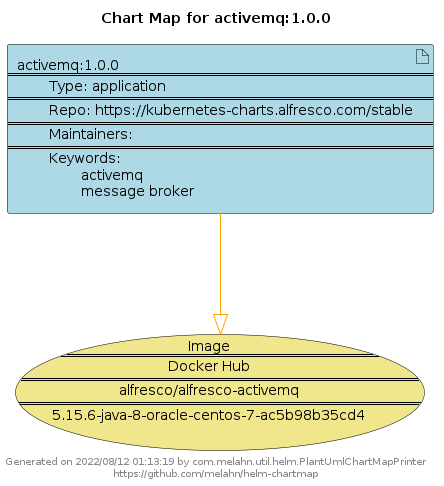 Chart Map for activemq:1.0.0
activemq:1.0.0
Type: application
Repo: https://kubernetes-charts.alfresco.com/stable
Maintainers:
Keywords:
activemq
message broker
Image
Docker Hub
alfresco/alfresco-activemq
5.15.6-java-8-oracle-centos-7-ac5b98b35cd4
Generated on 2022/08/12 01:13:19 by com.melahn.util.helm.PlantUmlChartMapPrinter
https://github.com/melahn/helm-chartmap